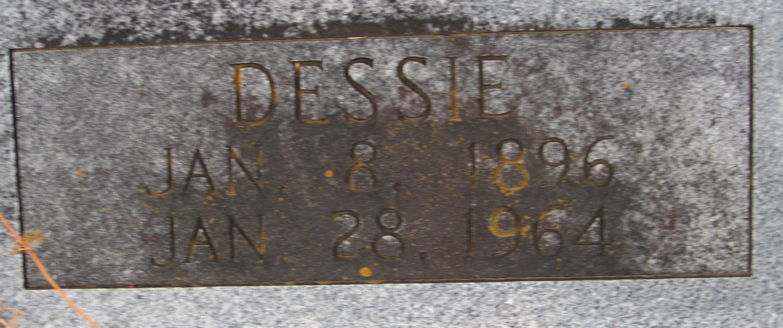 DESSIE
JAN. 8, 1896
JAN. 28, 1964